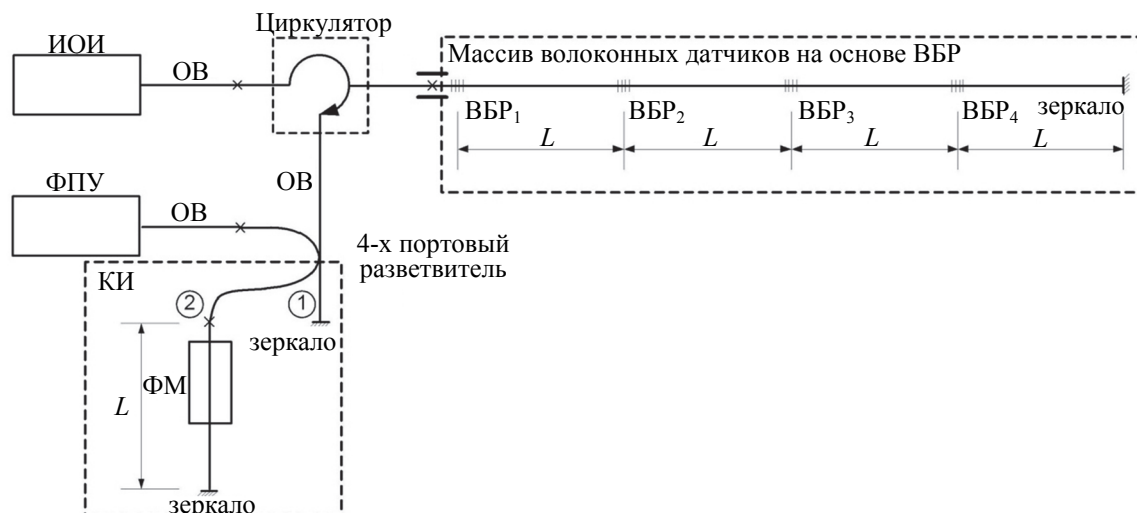 ИОИ
ОВ
Циркулятор
Массив волоконных датчиков на основе ВБР
зеркало
ВБР₁
ВБР₂
ВБР₃
ВБР₄
L
L
L
L
ОВ
ФПУ
ОВ
4-х портовый
разветвитель
КИ
2
1
зеркало
ФМ
L
зеркало